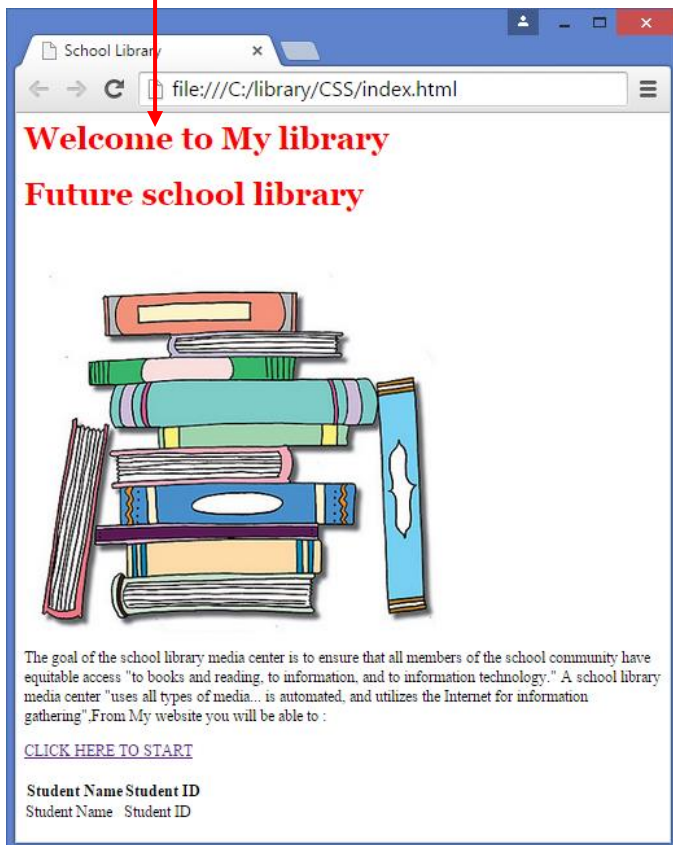 School Library
file:///C:/library/CSS/index.html
Welcome to My library
Future school library
The goal of the school library media center is to ensure that all members of the school community have
equitable access "to books and reading, to information, and to information technology." A school library
media center "uses all types of media... is automated, and utilizes the Internet for information
gathering",From My website you will be able to :
CLICK HERE TO START
Student Name Student ID
Student Name Student ID